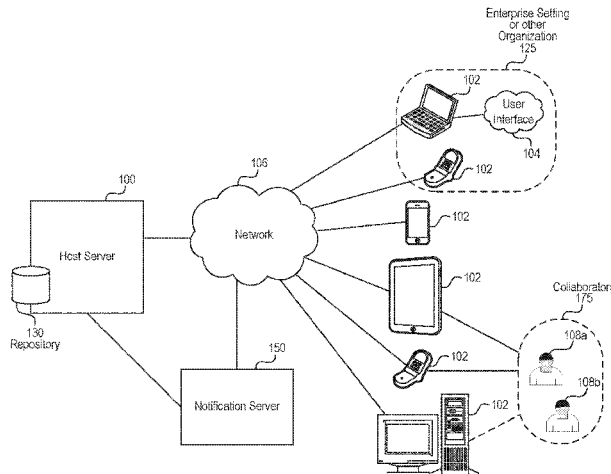 Enterprise Setting
or other
Organization
125
102
User
Interface
104
102
106
100
Network
102
Host Server
102
130
Repository
Collaborators
175
108a
150
102
108b
102
Notification Server